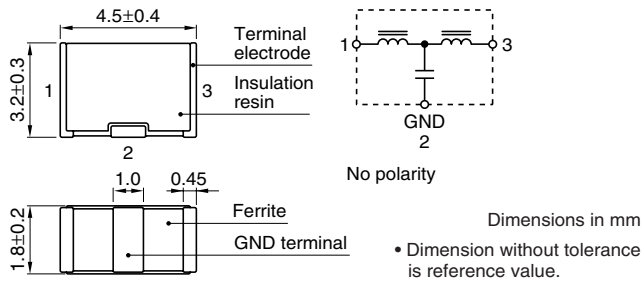 4.5±0.4
Terminal
electrode
Insulation
resin
3.2±0.3
1
3
2
1
3
GND
2
No polarity
1.0
0.45
1.8±0.2
Ferrite
GND terminal
Dimensions in mm
• Dimension without tolerance
is reference value.